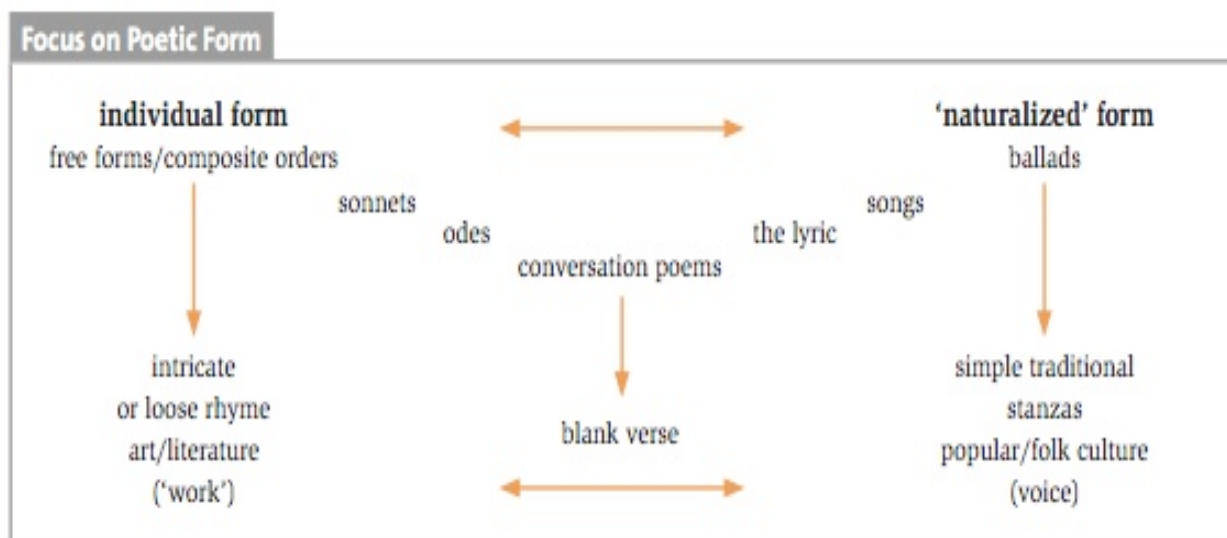 Focus on Poetic Form
individual form
‘naturalized’ form
free forms/composite orders
ballads
sonnets
songs
odes
the lyric
conversation poems
intricate
or loose rhyme
art/literature
(‘work’)
blank verse
simple traditional
stanzas
popular/folk culture
(voice)